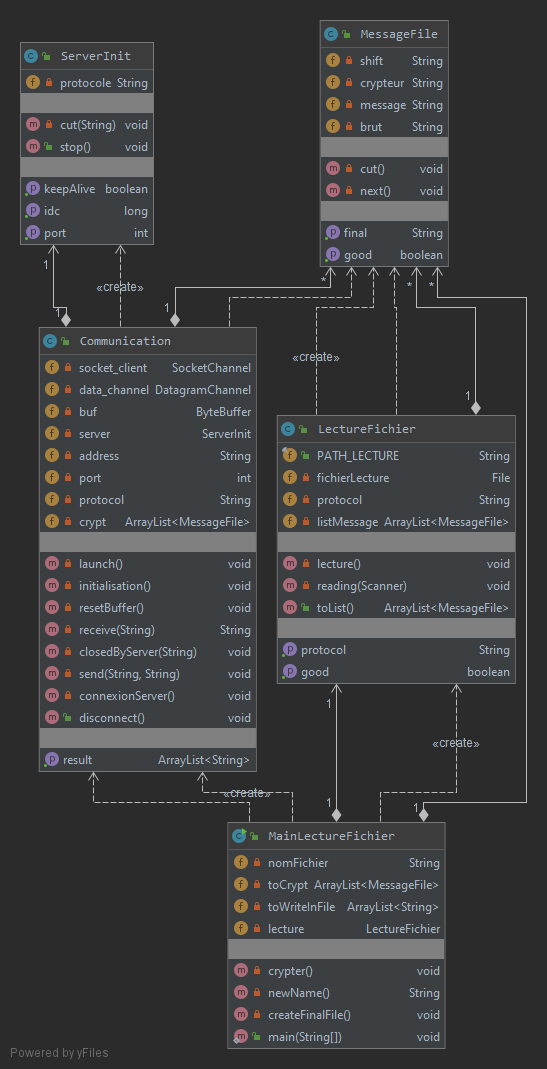 ServerInit
protocole String
cut(String) void
stop() void
keepAlive boolean
idc long
port int
MessageFile
shift String
crypteur String
message String
brut String
cut() void
next() void
final String
good boolean
1
1
«create»
1
*
«create»
*
*
1
Communication
socket_client SocketChannel
data_channel DatagramChannel
buf ByteBuffer
server ServerInit
address String
port int
protocol String
crypt ArrayList<MessageFile>
launch() void
initialisation() void
resetBuffer() void
receive(String) String
closedByServer(String) void
send(String, String) void
connexionServer() void
disconnect() void
result ArrayList<String>
LectureFichier
PATH_LECTURE String
fichierLecture File
protocol String
listMessage ArrayList<MessageFile>
lecture() void
reading(Scanner) void
toList() ArrayList<MessageFile>
protocol String
good boolean
1
«create»
«create»
1
1
MainLectureFichier
nomFichier String
toCrypt ArrayList<MessageFile>
toWriteInFile ArrayList<String>
lecture LectureFichier
crypter() void
newName() String
createFinalFile() void
main(String[]) void
Powered by yFiles